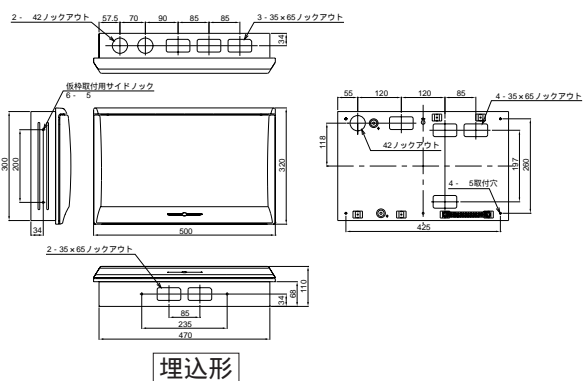 57.5 70 90 85 85
2- 42ノックアウト
3-35×65ノックアウト
34
仮枠取付用サイドノック
6- 5
300
200
34
320
500
55 120 120 85
4-35×65ノックアウト
118
42ノックアウト
197
260
4- 5取付穴
425
2-35×65ノックアウト
85
235
470
34
68
110
埋込形